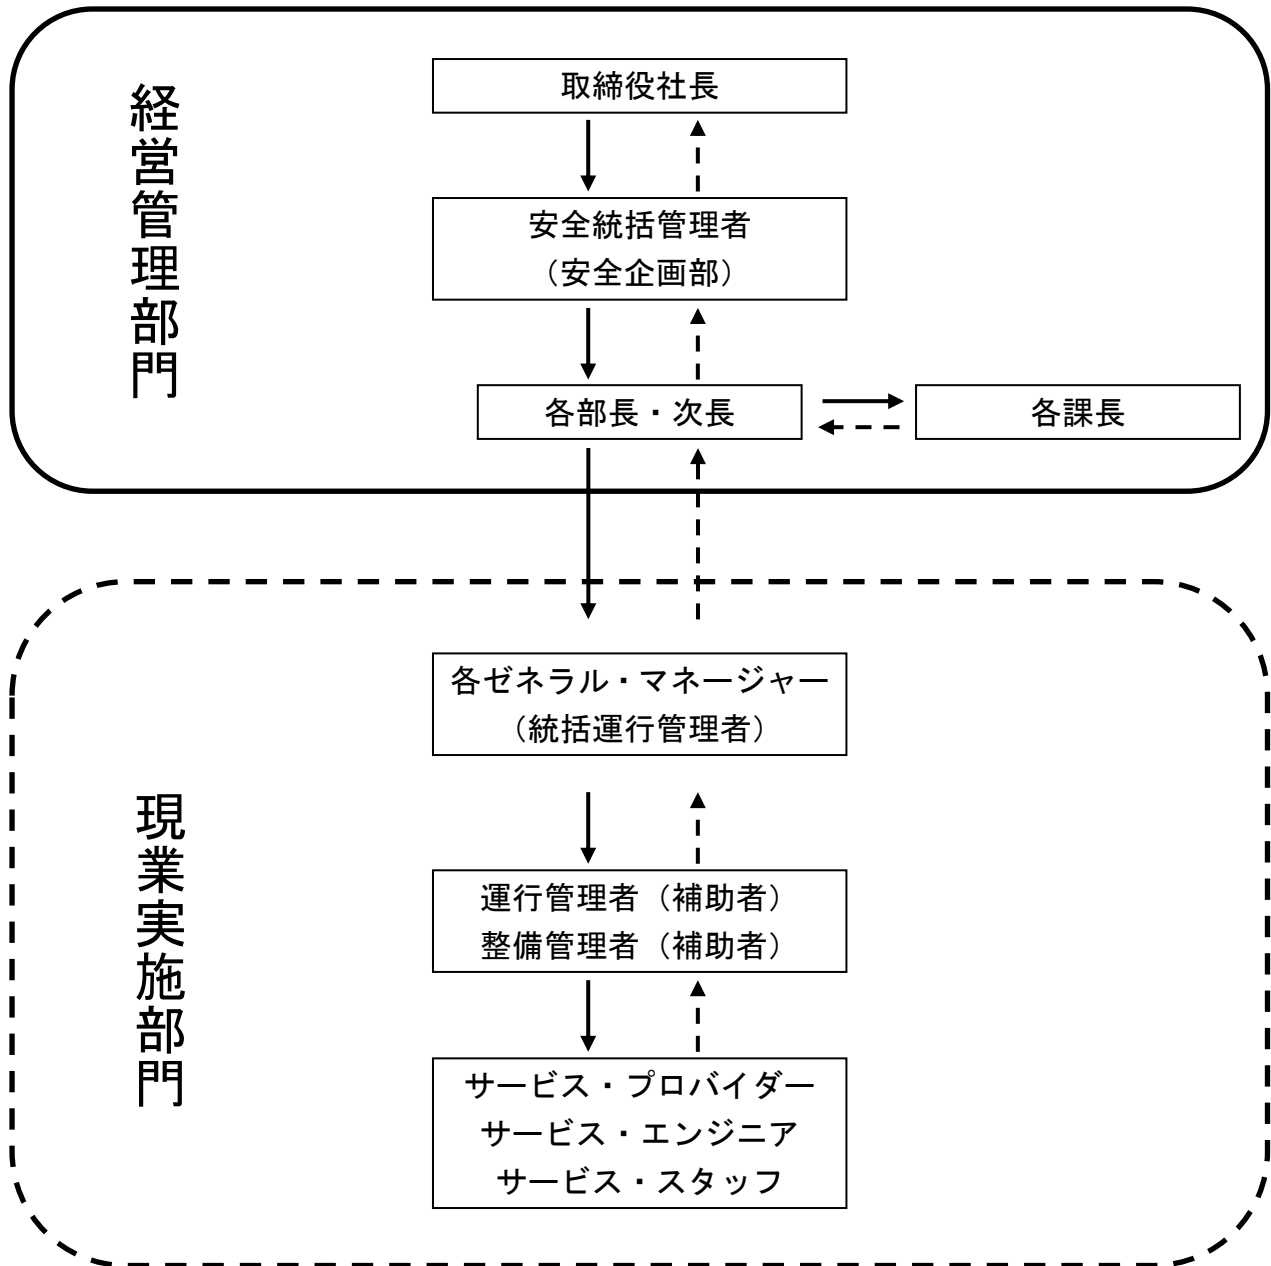 経営管理部門
取締役社長
安全統括管理者
（安全企画部）
各部長・次長
各課長
現業実施部門
各ゼネラル・マネージャー
（統括運行管理者）
運行管理者（補助者）
整備管理者（補助者）
サービス・プロバイダー
サービス・エンジニア
サービス・スタッフ